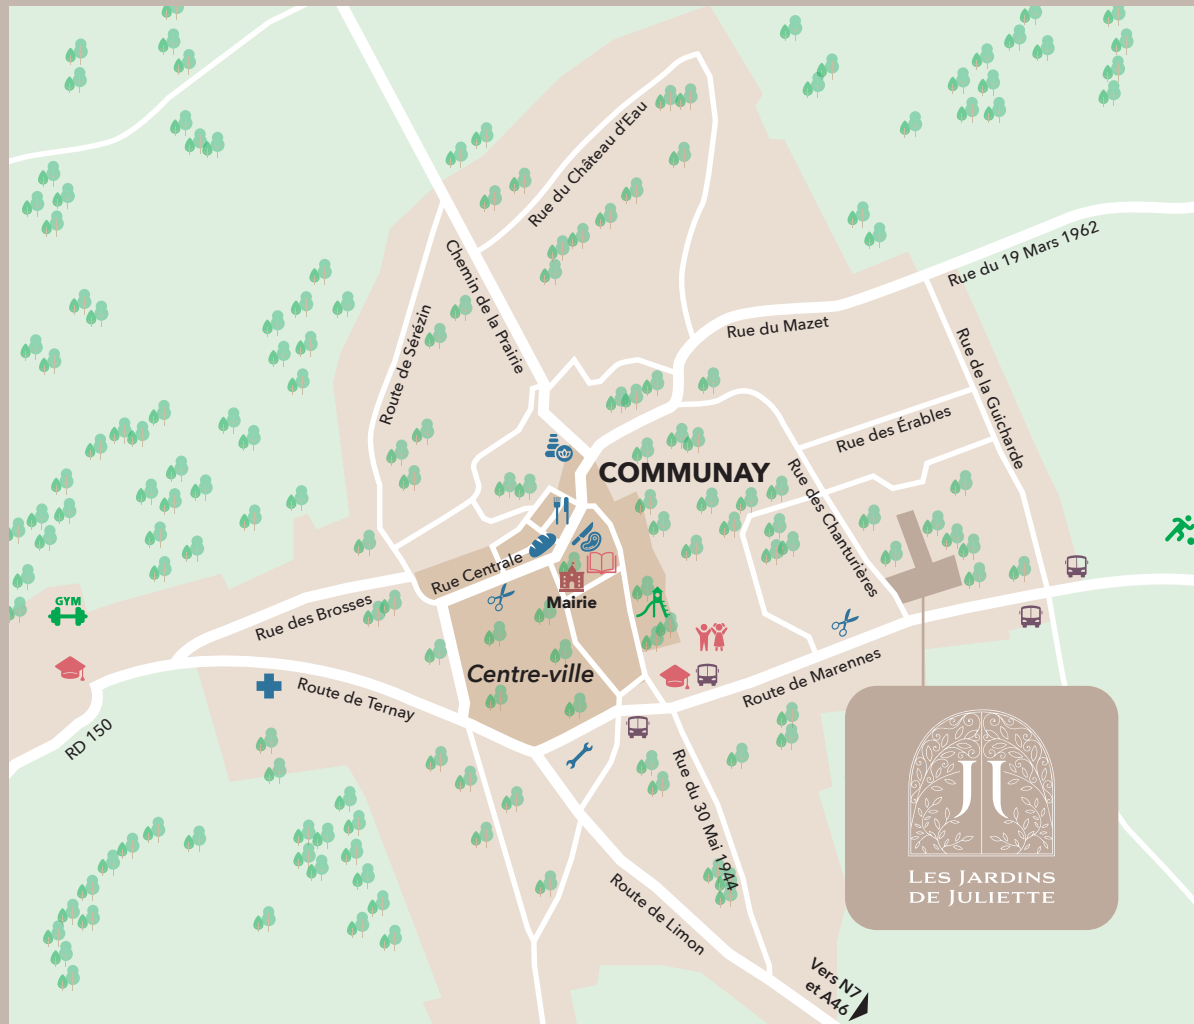 Rue du Château d'Eau
Rue du 19 Mars 1962
Chemin de la Prairie
Route de Sérézin
Rue du Mazet
Rue de la Guicharde
Rue des Érables
COMMUNAY
Rue des Chanturières
Rue Centrale
Mairie
GYM
Rue des Brosses
Centre-ville
Route de Marennes
Route de Ternay
RD 150
Rue du 30 Mai 1944
Route de Limon
JJ
LES JARDINS
DE JULIETTE
Vers N7
et A46